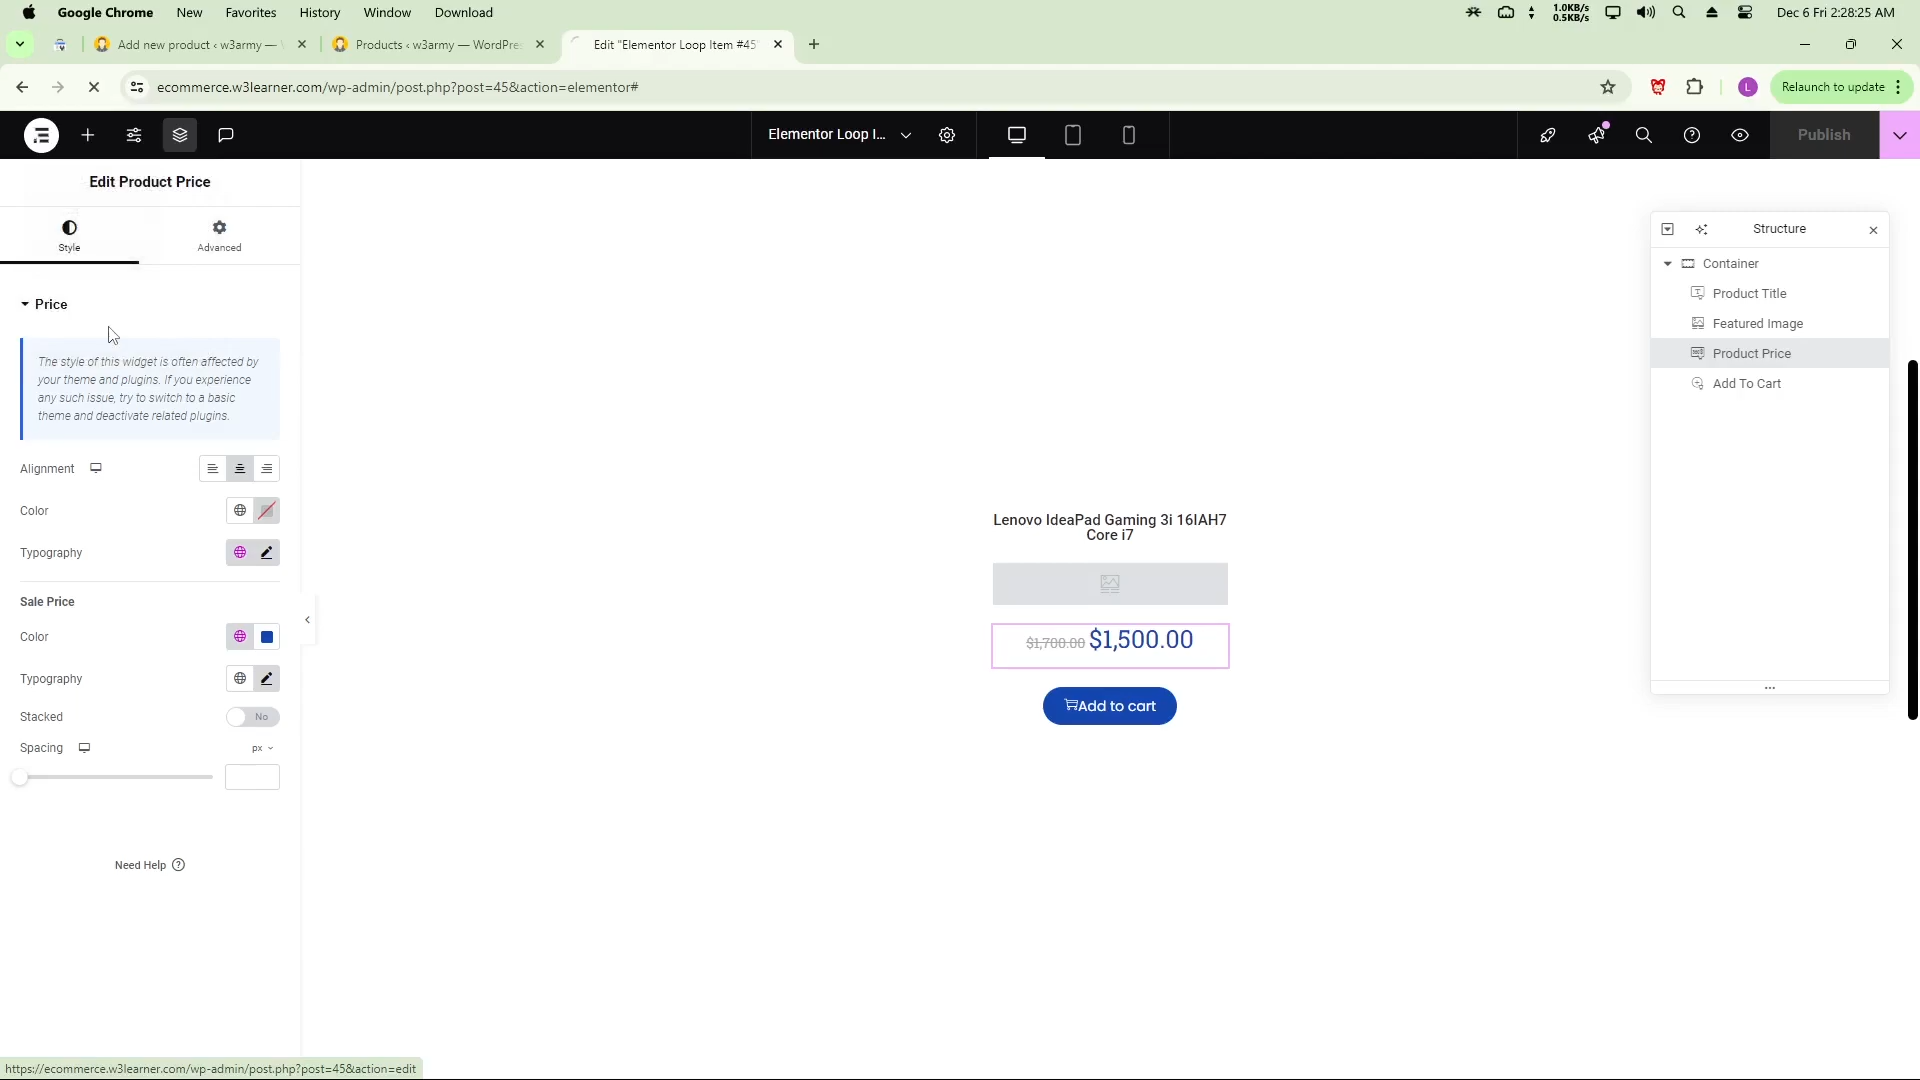 Google Chrome New Favorites History Window Download
1.0KB/s
0.5KB/s
Dec 6 Fri 2:28:25 AM
Add new product ‹ w3army —
Products ‹ w3army — WordPre
Edit "Elementor Loop Item #45"
ecommerce.w3learner.com/wp-admin/post.php?post=45&action=elementor#
L
Relaunch to update
Elementor Loop I...
Publish
Edit Product Price
Style
Advanced
Price
The style of this widget is often affected by
your theme and plugins. If you experience
any such issue, try to switch to a basic
theme and deactivate related plugins.
Alignment
Color
Typography
Sale Price
Color
Typography
Stacked
No
Spacing
px
Need Help
Lenovo IdeaPad Gaming 3i 16IAH7
Core i7
$1,700.00 $1,500.00
Add to cart
Structure
Container
Product Title
Featured Image
Product Price
Add To Cart
https://ecommerce.w3learner.com/wp-admin/post.php?post=45&action=edit